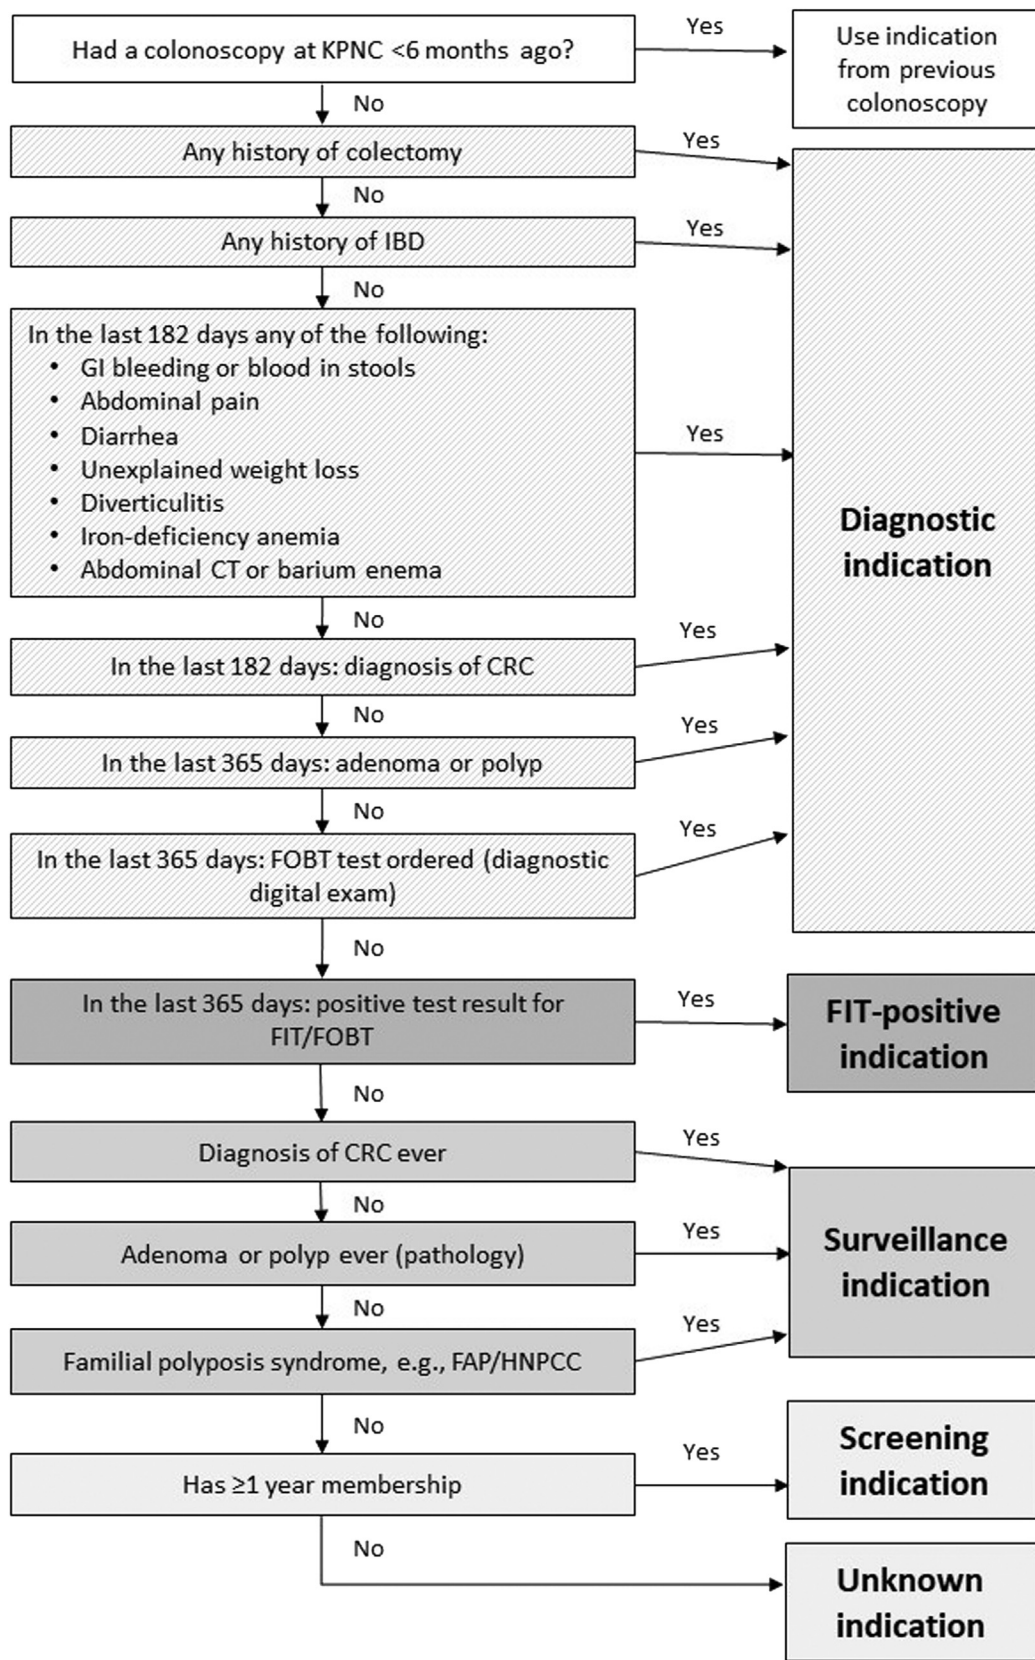 Had a colonoscopy at KPNC <6 months ago?
Yes
Use indication
from previous
colonoscopy
No
Any history of colectomy
Yes
No
Any history of IBD
Yes
No
In the last 182 days any of the following:
• GI bleeding or blood in stools
• Abdominal pain
• Diarrhea
• Unexplained weight loss
• Diverticulitis
• Iron-deficiency anemia
• Abdominal CT or barium enema
Yes
Diagnostic
indication
No
In the last 182 days: diagnosis of CRC
Yes
No
In the last 365 days: adenoma or polyp
Yes
No
In the last 365 days: FOBT test ordered (diagnostic
digital exam)
Yes
No
In the last 365 days: positive test result for
FIT/FOBT
Yes
FIT-positive
indication
No
Diagnosis of CRC ever
Yes
No
Adenoma or polyp ever (pathology)
Yes
Surveillance
indication
No
Familial polyposis syndrome, e.g., FAP/HNPCC
Yes
No
Has ≥1 year membership
Yes
Screening
indication
No
Unknown
indication